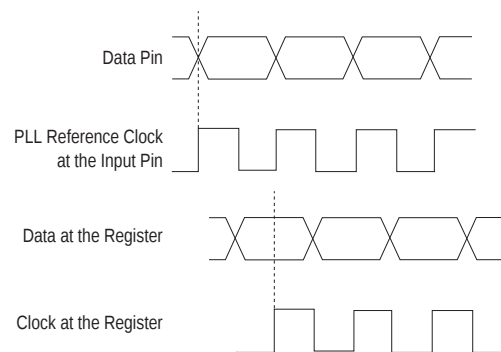 Data Pin
PLL Reference Clock
at the Input Pin
Data at the Register
Clock at the Register